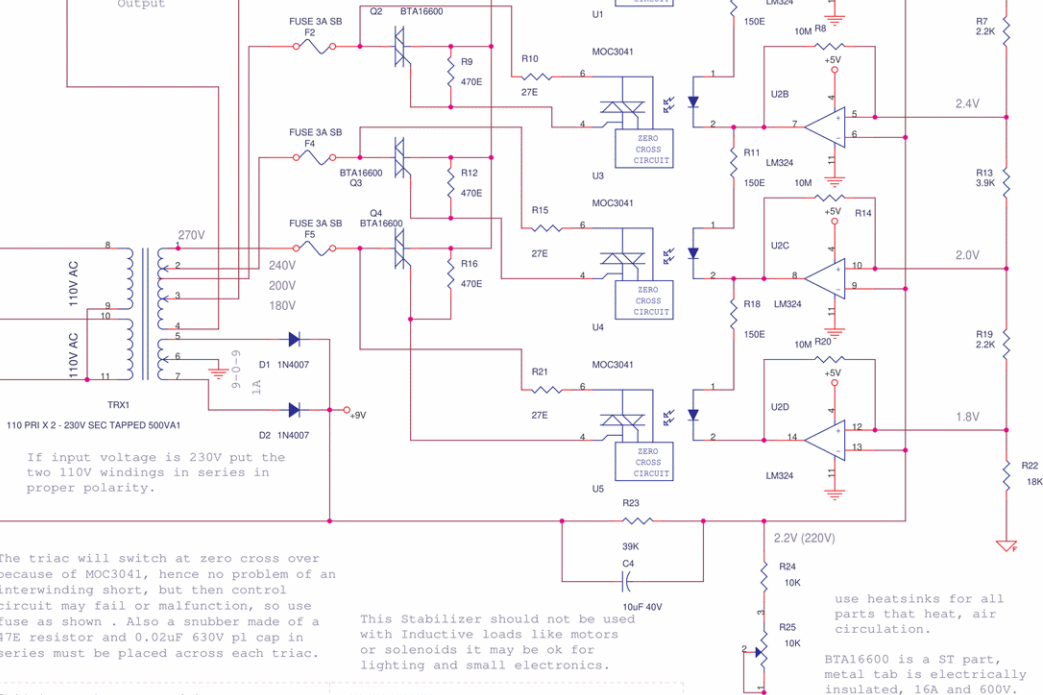 Output
Q2 BTA16600
FUSE 3A SB
F2
R9
470E
R10
27E
6
4
U1
MOC3041
ZERO
CROSS
CIRCUIT
U3
1
2
150E
LM324
10M R8
+5V
U2B
4
7
5
+
6
-
11
LM324
2.4V
R7
2.2K
FUSE 3A SB
F4
BTA16600
Q3
R12
470E
R15
27E
6
4
MOC3041
ZERO
CROSS
CIRCUIT
U4
R11
150E
1
2
10M
R14
+5V
U2C
4
8
10
+
9
-
11
LM324
2.0V
R13
3.9K
FUSE 3A SB
F5
Q4
BTA16600
R16
470E
R21
27E
6
4
MOC3041
ZERO
CROSS
CIRCUIT
U5
R18
150E
1
2
10M R20
+5V
U2D
4
14
12
+
13
-
11
LM324
1.8V
R19
2.2K
R22
18K
270V
240V
200V
180V
110V AC
110V AC
8
9
10
11
1
2
3
4
5
6
7
9-0-9
1A
D1 1N4007
D2 1N4007
+9V
TRX1
110 PRI X 2 - 230V SEC TAPPED 500VA1
If input voltage is 230V put the
two 110V windings in series in
proper polarity.
R23
39K
C4
10uF 40V
2.2V (220V)
R24
10K
3
R25
10K
2
1
The triac will switch at zero cross over
because of MOC3041, hence no problem of an
interwinding short, but then control
circuit may fail or malfunction, so use
fuse as shown . Also a snubber made of a
47E resistor and 0.02uF 630V pl cap in
series must be placed across each triac.
This Stabilizer should not be used
with Inductive loads like motors
or solenoids it may be ok for
lighting and small electronics.
use heatsinks for all
parts that heat, air
circulation.
BTA16600 is a ST part,
metal tab is electrically
insulated, 16A and 600V.